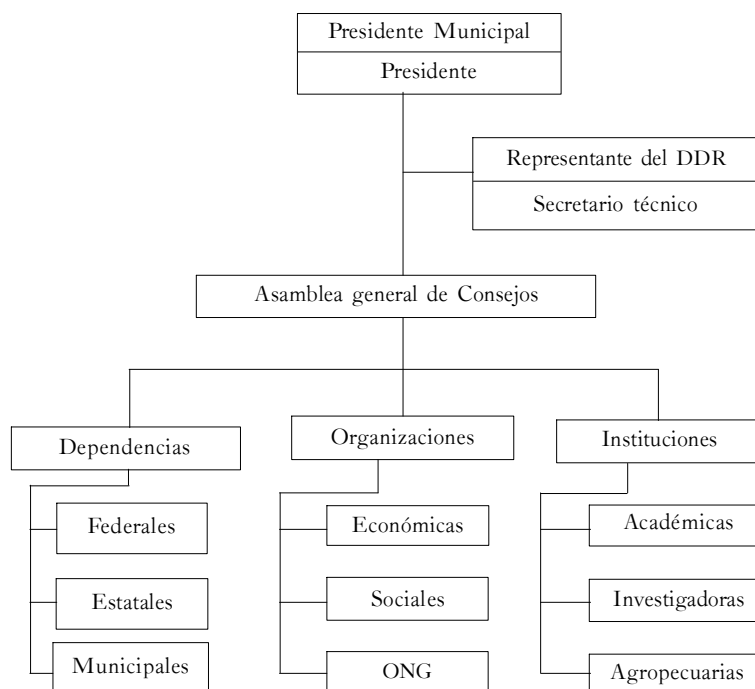 Presidente Municipal
Presidente
Representante del DDR
Secretario técnico
Asamblea general de Consejos
Dependencias
Federales
Estatales
Municipales
Organizaciones
Económicas
Sociales
ONG
Instituciones
Académicas
Investigadoras
Agropecuarias